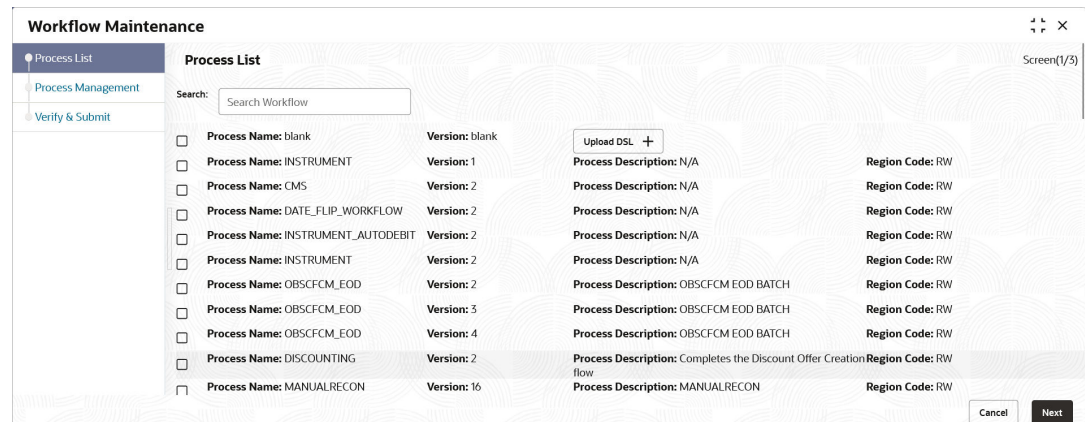 Workflow Maintenance
Process List
Process Management
Verify & Submit
Process List
Screen(1/3)
Search:
Search Workflow
Process Name: blank Version: blank Upload DSL +
Process Name: INSTRUMENT Version: 1 Process Description: N/A Region Code: RW
Process Name: CMS Version: 2 Process Description: N/A Region Code: RW
Process Name: DATE_FLIP_WORKFLOW Version: 2 Process Description: N/A Region Code: RW
Process Name: INSTRUMENT_AUTODEBIT Version: 2 Process Description: N/A Region Code: RW
Process Name: INSTRUMENT Version: 2 Process Description: N/A Region Code: RW
Process Name: OBSCFCM_EOD Version: 2 Process Description: OBSCFCM EOD BATCH Region Code: RW
Process Name: OBSCFCM_EOD Version: 3 Process Description: OBSCFCM EOD BATCH Region Code: RW
Process Name: OBSCFCM_EOD Version: 4 Process Description: OBSCFCM EOD BATCH Region Code: RW
Process Name: DISCOUNTING Version: 2 Process Description: Completes the Discount Offer Creation Region Code: RW
flow
Process Name: MANUALRECON Version: 16 Process Description: MANUALRECON Region Code: RW
Cancel Next